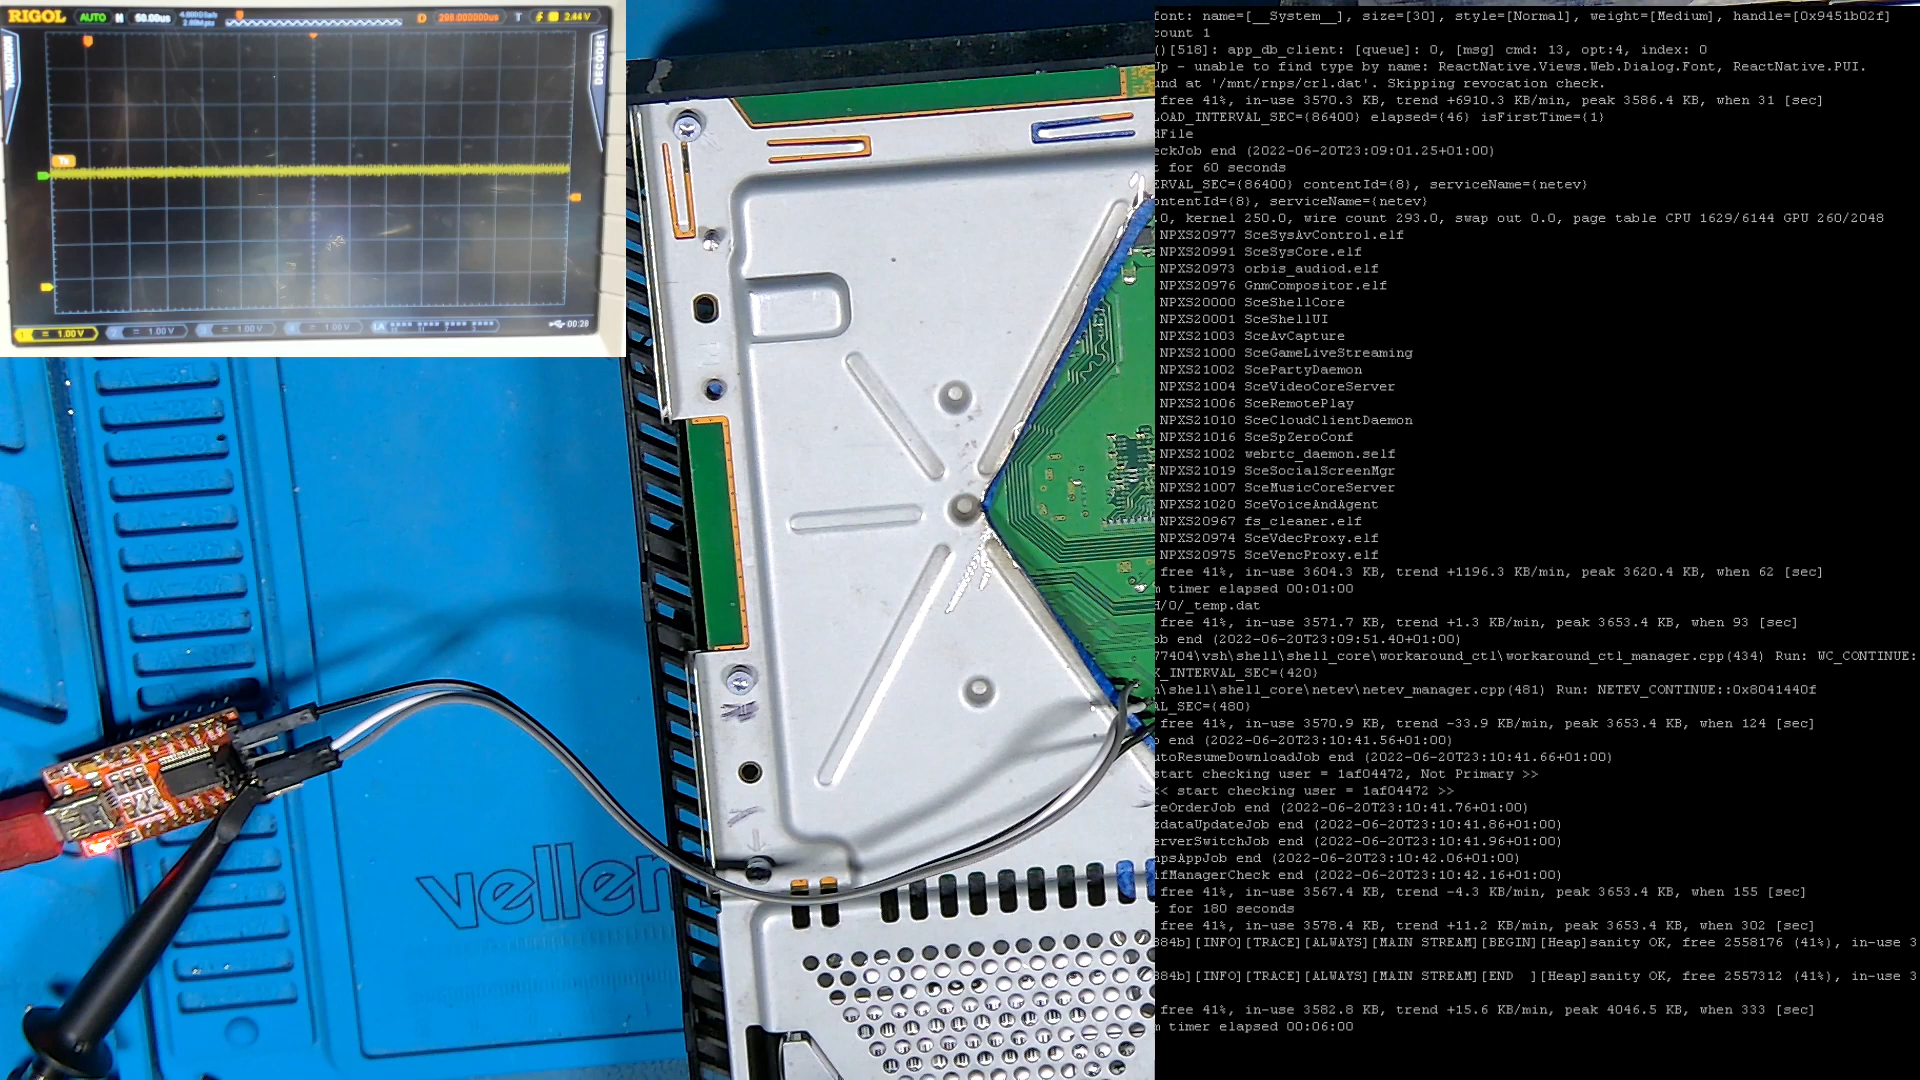 RIGOL AUTO H 50.00us D 298.000000us T 2.44 V
DECODE1
1 = 1.00 V 2 = 1.00 V 3 = 1.00 V 4 = 1.00 V LA 00:28
A-37
A-38
A-39
vellem
font: name=[__System__], size=[30], style=[Normal], weight=[Medium], handle=[0x9451b02f]
count 1
()[518]: app_db_client: [queue]: 0, [msg] cmd: 13, opt:4, index: 0
Up - unable to find type by name: ReactNative.Views.Web.Dialog.Font, ReactNative.PUI.
und at '/mnt/rnps/crl.dat'. Skipping revocation check.
free 41%, in-use 3570.3 KB, trend +6910.3 KB/min, peak 3586.4 KB, when 31 [sec]
LOAD_INTERVAL_SEC={86400} elapsed={46} isFirstTime={1}
dFile
eckJob end (2022-06-20T23:09:01.25+01:00)
t for 60 seconds
ERVAL_SEC={86400} contentId={8}, serviceName={netev}
ontentId={8}, serviceName={netev}
.0, kernel 250.0, wire count 293.0, swap out 0.0, page table CPU 1629/6144 GPU 260/2048
NPXS20977 SceSysAvControl.elf
NPXS20991 SceSysCore.elf
NPXS20973 orbis_audiod.elf
NPXS20976 GnmCompositor.elf
NPXS20000 SceShellCore
NPXS20001 SceShellUI
NPXS21003 SceAvCapture
NPXS21000 SceGameLiveStreaming
NPXS21002 ScePartyDaemon
NPXS21004 SceVideoCoreServer
NPXS21006 SceRemotePlay
NPXS21010 SceCloudClientDaemon
NPXS21016 SceSpZeroConf
NPXS21002 webrtc_daemon.self
NPXS21019 SceSocialScreenMgr
NPXS21007 SceMusicCoreServer
NPXS21020 SceVoiceAndAgent
NPXS20967 fs_cleaner.elf
NPXS20974 SceVdecProxy.elf
NPXS20975 SceVencProxy.elf
free 41%, in-use 3604.3 KB, trend +1196.3 KB/min, peak 3620.4 KB, when 62 [sec]
m timer elapsed 00:01:00
H/0/_temp.dat
free 41%, in-use 3571.7 KB, trend +1.3 KB/min, peak 3653.4 KB, when 93 [sec]
ob end (2022-06-20T23:09:51.40+01:00)
77404\vsh\shell\shell_core\workaround_ctl\workaround_ctl_manager.cpp(434) Run: WC_CONTINUE:
K_INTERVAL_SEC={420}
h\shell\shell_core\netev\netev_manager.cpp(481) Run: NETEV_CONTINUE::0x8041440f
AL_SEC={480}
free 41%, in-use 3570.9 KB, trend -33.9 KB/min, peak 3653.4 KB, when 124 [sec]
b end (2022-06-20T23:10:41.56+01:00)
utoResumeDownloadJob end (2022-06-20T23:10:41.66+01:00)
start checking user = 1af04472, Not Primary >>
<< start checking user = 1af04472 >>
reOrderJob end (2022-06-20T23:10:41.76+01:00)
zdataUpdateJob end (2022-06-20T23:10:41.86+01:00)
erverSwitchJob end (2022-06-20T23:10:41.96+01:00)
npsAppJob end (2022-06-20T23:10:42.06+01:00)
ifManagerCheck end (2022-06-20T23:10:42.16+01:00)
free 41%, in-use 3567.4 KB, trend -4.3 KB/min, peak 3653.4 KB, when 155 [sec]
t for 180 seconds
free 41%, in-use 3578.4 KB, trend +11.2 KB/min, peak 3653.4 KB, when 302 [sec]
884b][INFO][TRACE][ALWAYS][MAIN STREAM][BEGIN][Heap]sanity OK, free 2558176 (41%), in-use 3
884b][INFO][TRACE][ALWAYS][MAIN STREAM][END  ][Heap]sanity OK, free 2557312 (41%), in-use 3
free 41%, in-use 3582.8 KB, trend +15.6 KB/min, peak 4046.5 KB, when 333 [sec]
m timer elapsed 00:06:00